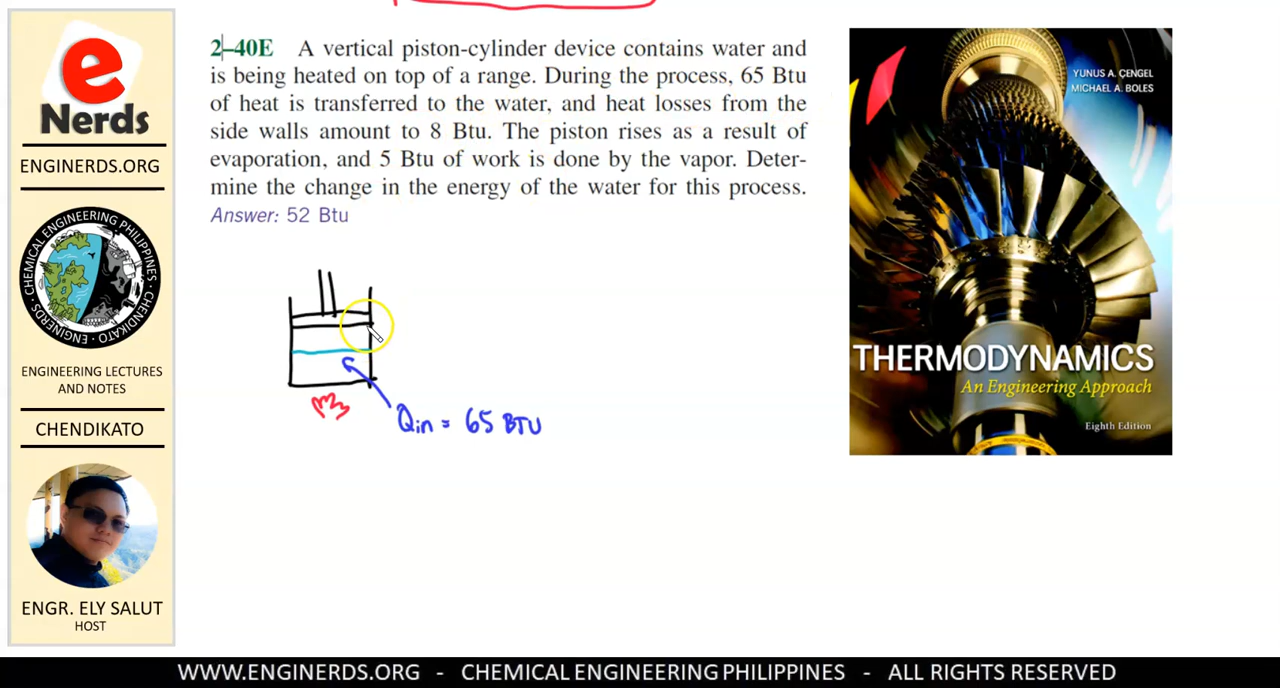 e
Nerds
ENGINERDS.ORG
CHEMICAL ENGINEERING PHILIPPINES
· CHENDIKATO ·
ENGINERDS.ORG
ENGINEERING LECTURES
AND NOTES
CHENDIKATO
ENGR. ELY SALUT
HOST
2–40E A vertical piston-cylinder device contains water and
is being heated on top of a range. During the process, 65 Btu
of heat is transferred to the water, and heat losses from the
side walls amount to 8 Btu. The piston rises as a result of
evaporation, and 5 Btu of work is done by the vapor. Deter-
mine the change in the energy of the water for this process.
Answer: 52 Btu
Qin = 65 BTU
YUNUS A. ÇENGEL
MICHAEL A. BOLES
THERMODYNAMICS
An Engineering Approach
Eighth Edition
WWW.ENGINERDS.ORG - CHEMICAL ENGINEERING PHILIPPINES - ALL RIGHTS RESERVED